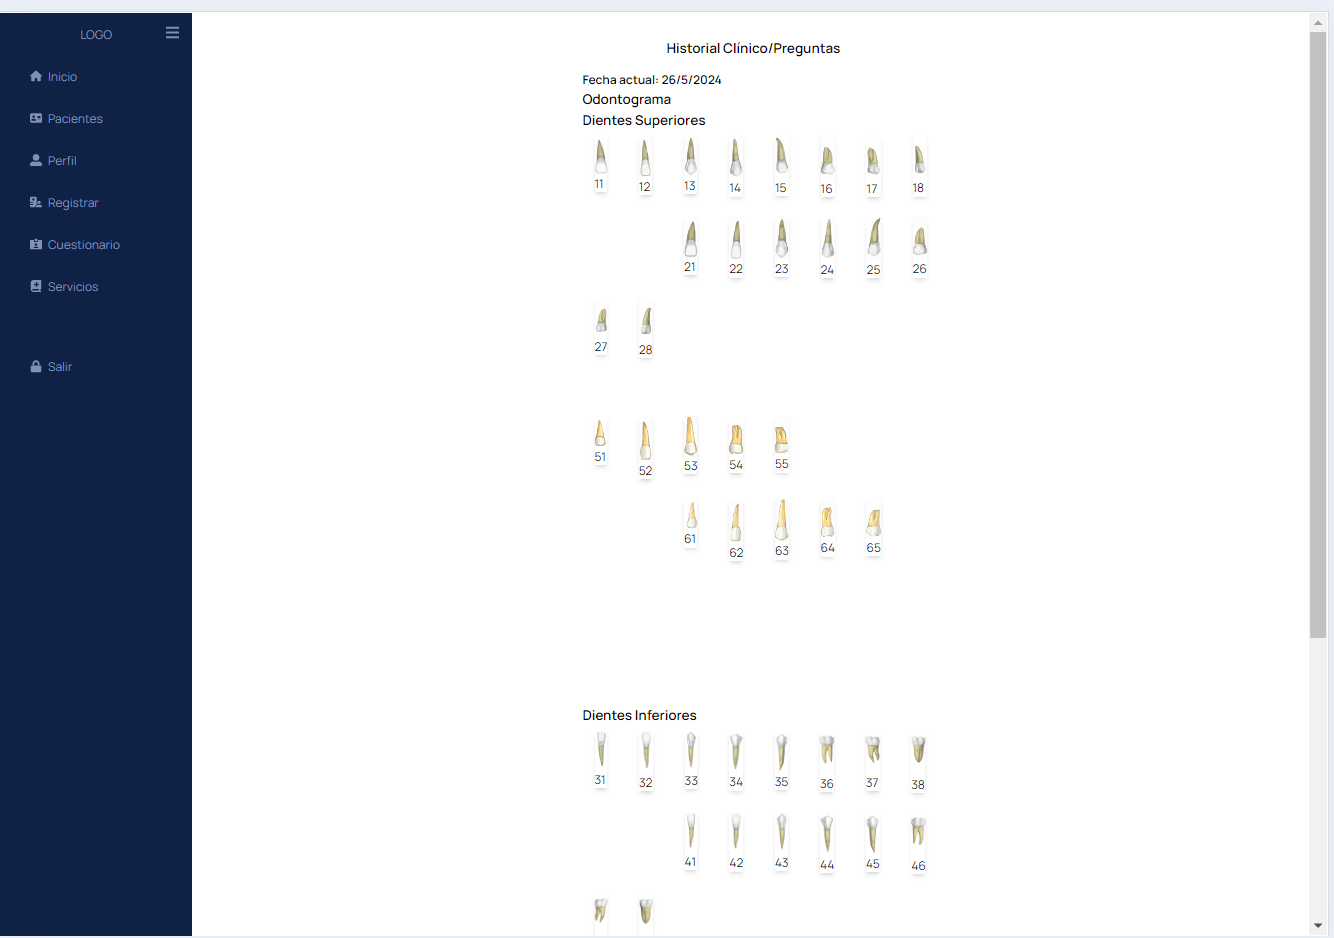 LOGO
Inicio
Pacientes
Perfil
Registrar
Cuestionario
Servicios
Salir
Historial Clínico/Preguntas
Fecha actual: 26/5/2024
Odontograma
Dientes Superiores
11 12 13 14 15 16 17 18
21 22 23 24 25 26
27 28
51 52 53 54 55
61 62 63 64 65
Dientes Inferiores
31 32 33 34 35 36 37 38
41 42 43 44 45 46